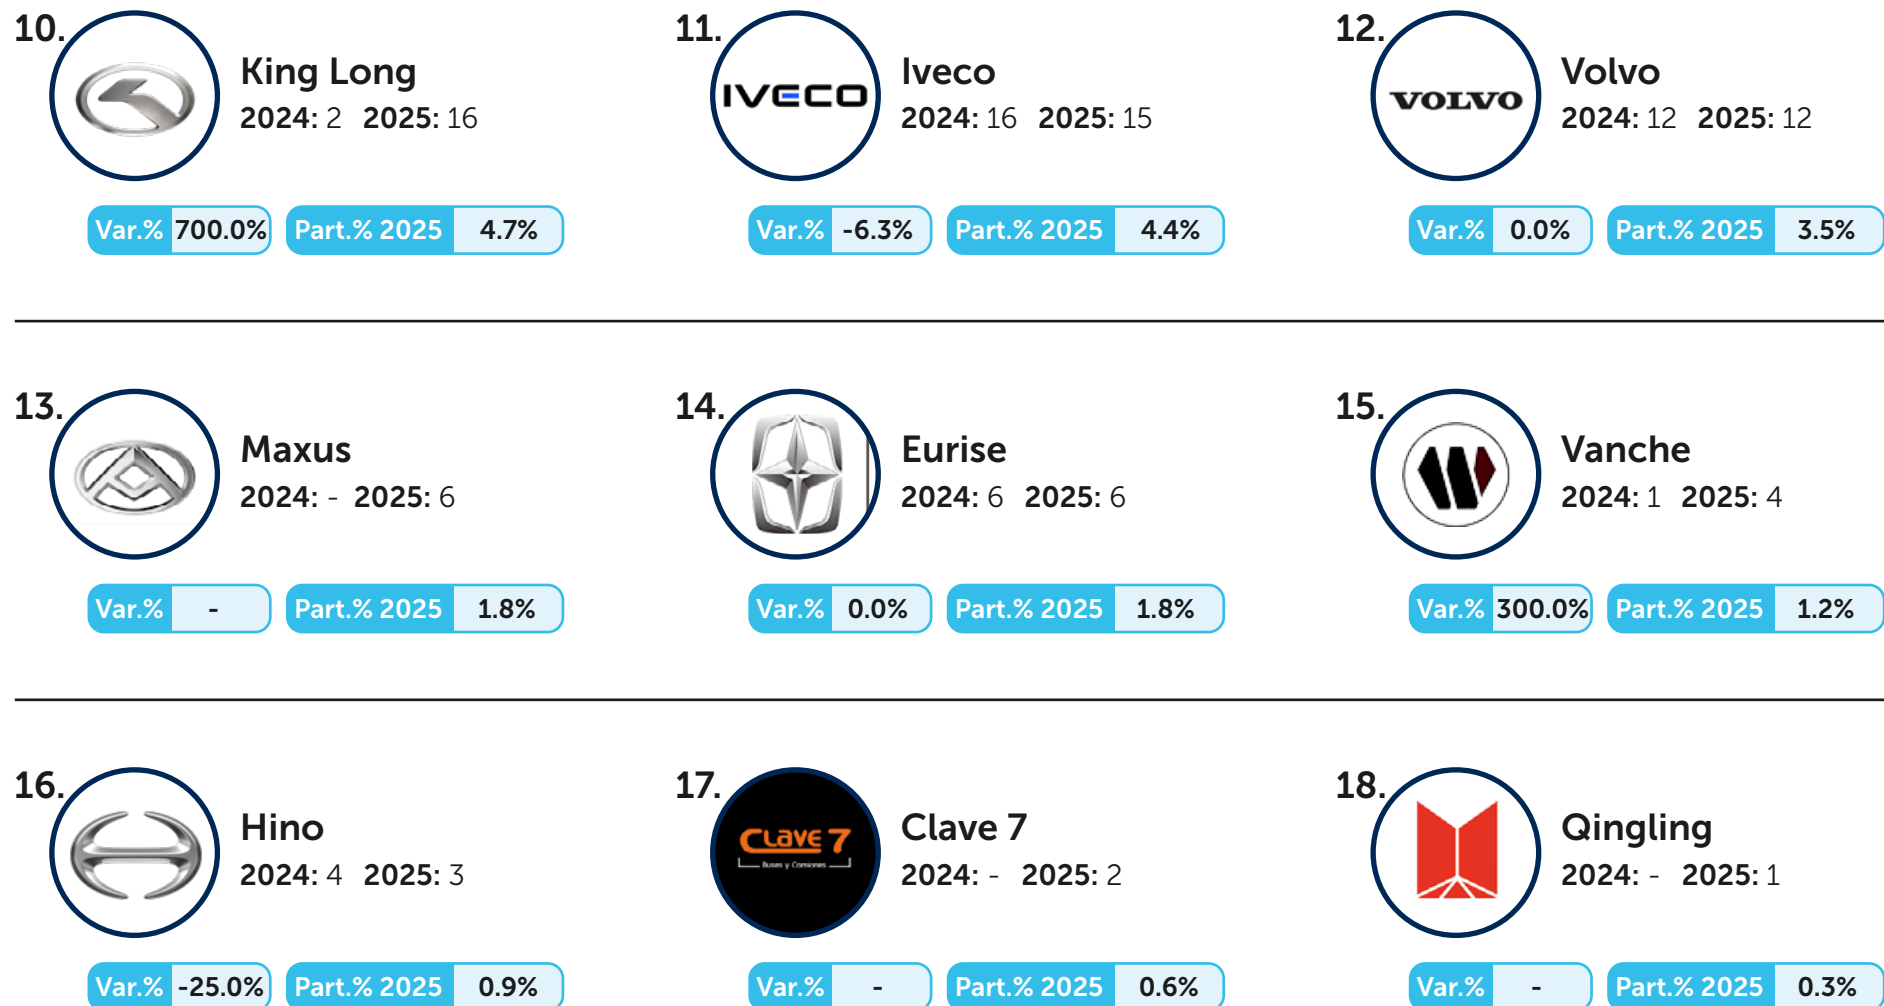 10.
King Long
2024: 2 2025: 16
Var.% 700.0% Part.% 2025 4.7%
11.
IVECO
Iveco
2024: 16 2025: 15
Var.% -6.3% Part.% 2025 4.4%
12.
VOLVO
Volvo
2024: 12 2025: 12
Var.% 0.0% Part.% 2025 3.5%
13.
Maxus
2024: - 2025: 6
Var.% - Part.% 2025 1.8%
14.
Eurise
2024: 6 2025: 6
Var.% 0.0% Part.% 2025 1.8%
15.
Vanche
2024: 1 2025: 4
Var.% 300.0% Part.% 2025 1.2%
16.
Hino
2024: 4 2025: 3
Var.% -25.0% Part.% 2025 0.9%
17.
CLAVE 7
Buses y Camiones
Clave 7
2024: - 2025: 2
Var.% - Part.% 2025 0.6%
18.
Qingling
2024: - 2025: 1
Var.% - Part.% 2025 0.3%